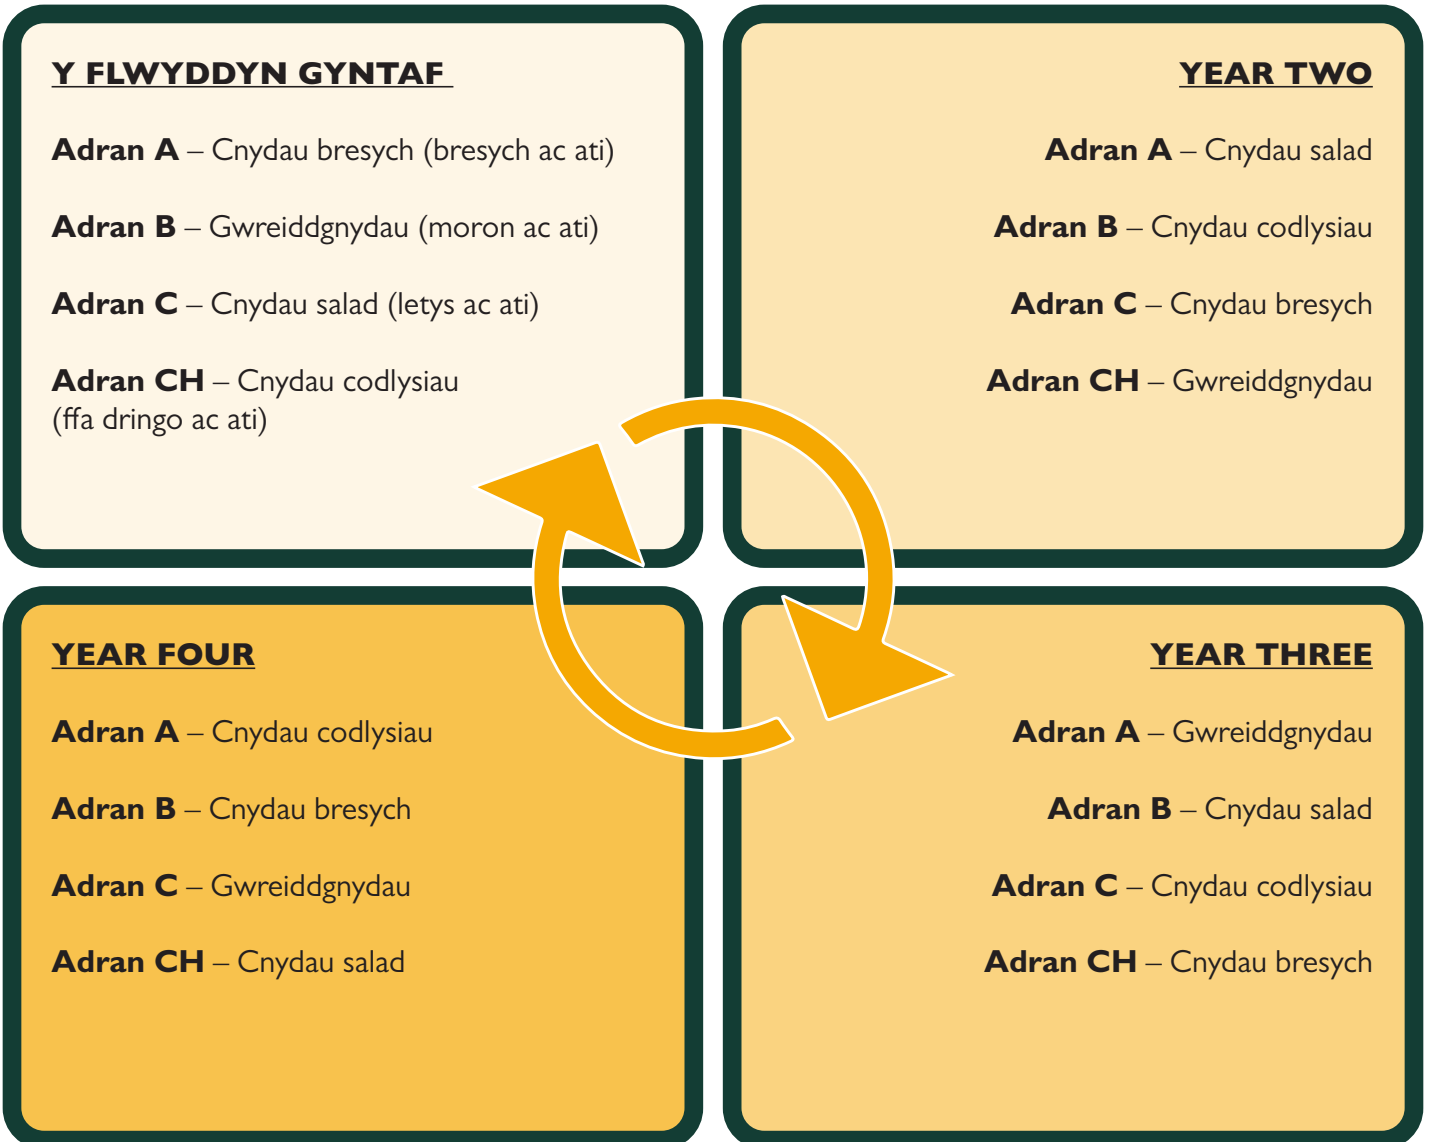 Y FLWYDDYN GYNTAF
Adran A – Cnydau bresych (bresych ac ati)
Adran B – Gwreiddgnydau (moron ac ati)
Adran C – Cnydau salad (letys ac ati)
Adran CH – Cnydau codlysiau
(ffa dringo ac ati)
YEAR TWO
Adran A – Cnydau salad
Adran B – Cnydau codlysiau
Adran C – Cnydau bresych
Adran CH – Gwreiddgnydau
YEAR THREE
Adran A – Gwreiddgnydau
Adran B – Cnydau salad
Adran C – Cnydau codlysiau
Adran CH – Cnydau bresych
YEAR FOUR
Adran A – Cnydau codlysiau
Adran B – Cnydau bresych
Adran C – Gwreiddgnydau
Adran CH – Cnydau salad